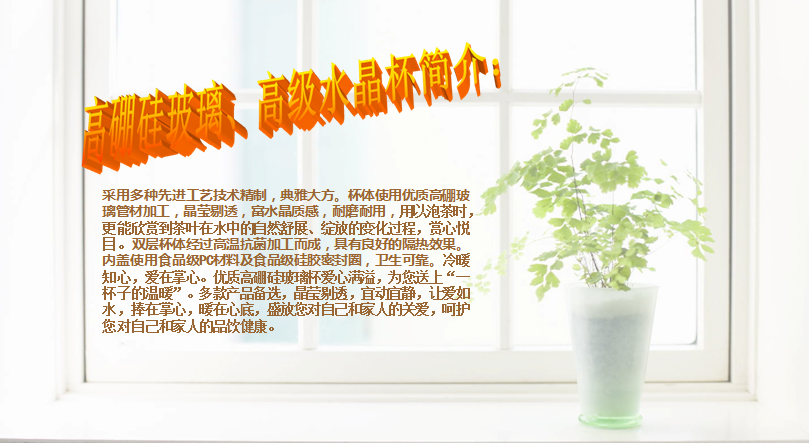 高硼硅玻璃、高级水晶杯简介：
采用多种先进工艺技术精制，典雅大方。杯体使用优质高硼玻
璃管材加工，晶莹剔透，富水晶质感，耐磨耐用，用以泡茶时，
更能欣赏到茶叶在水中的自然舒展、绽放的变化过程，赏心悦
目。双层杯体经过高温抗菌加工而成，具有良好的隔热效果。
内盖使用食品级PC材料及食品级硅胶密封圈，卫生可靠。冷暖
知心，爱在掌心。优质高硼硅玻璃杯爱心满溢，为您送上“一
杯子的温暖”。多款产品备选，晶莹剔透，宜动宜静，让爱如
水，捧在掌心，暖在心底，盛放您对自己和家人的关爱，呵护
您对自己和家人的品饮健康。